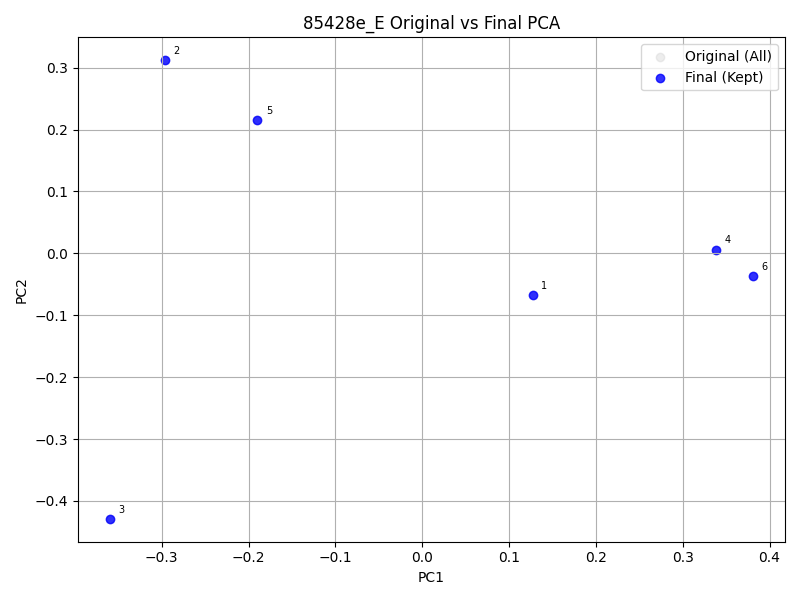 85428e_E Original vs Final PCA
Original (All)
Final (Kept)
2
5
4
6
1
3
0.3
0.2
0.1
0.0
−0.1
−0.2
−0.3
−0.4
PC2
−0.3 −0.2 −0.1 0.0 0.1 0.2 0.3 0.4
PC1